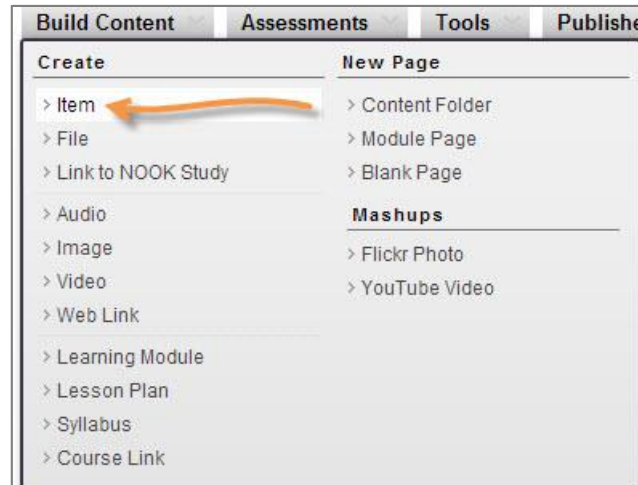 Build Content Assessments Tools Publishe
Create
> Item
> File
> Link to NOOK Study
> Audio
> Image
> Video
> Web Link
> Learning Module
> Lesson Plan
> Syllabus
> Course Link
New Page
> Content Folder
> Module Page
> Blank Page
Mashups
> Flickr Photo
> YouTube Video